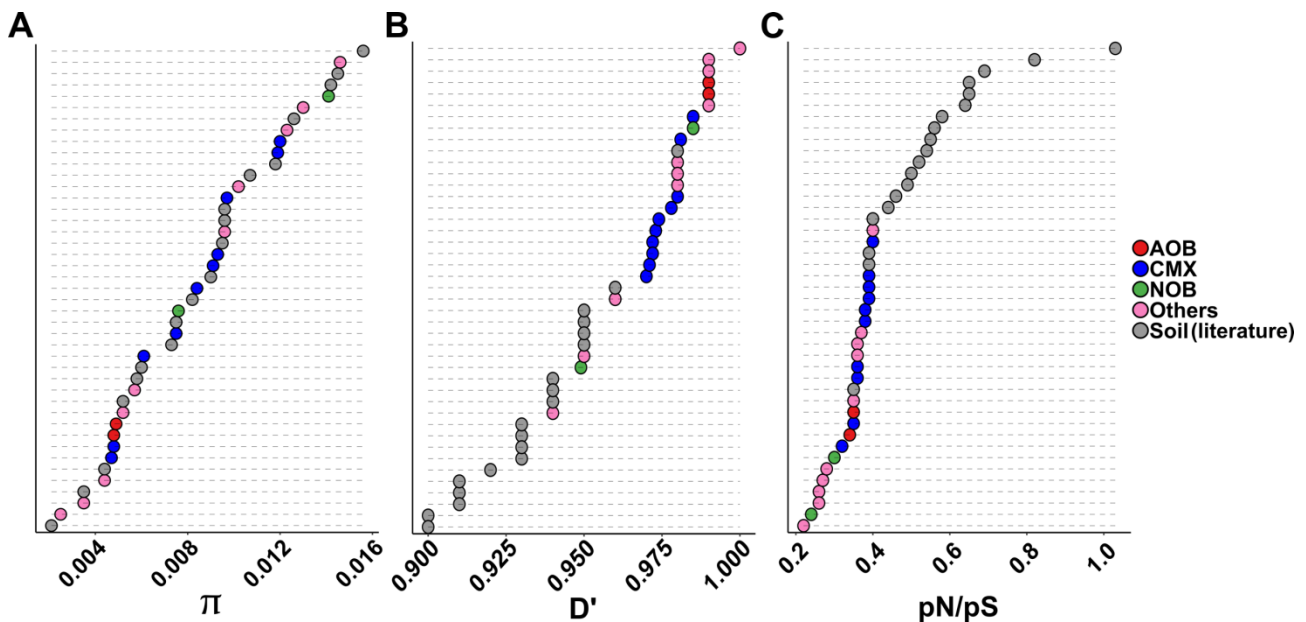 A
B
C
AOB
CMX
NOB
Others
Soil (literature)
0.004
0.008
0.012
0.016
π
0.900
0.925
0.950
0.975
1.000
D'
0.2
0.4
0.6
0.8
1.0
pN/pS